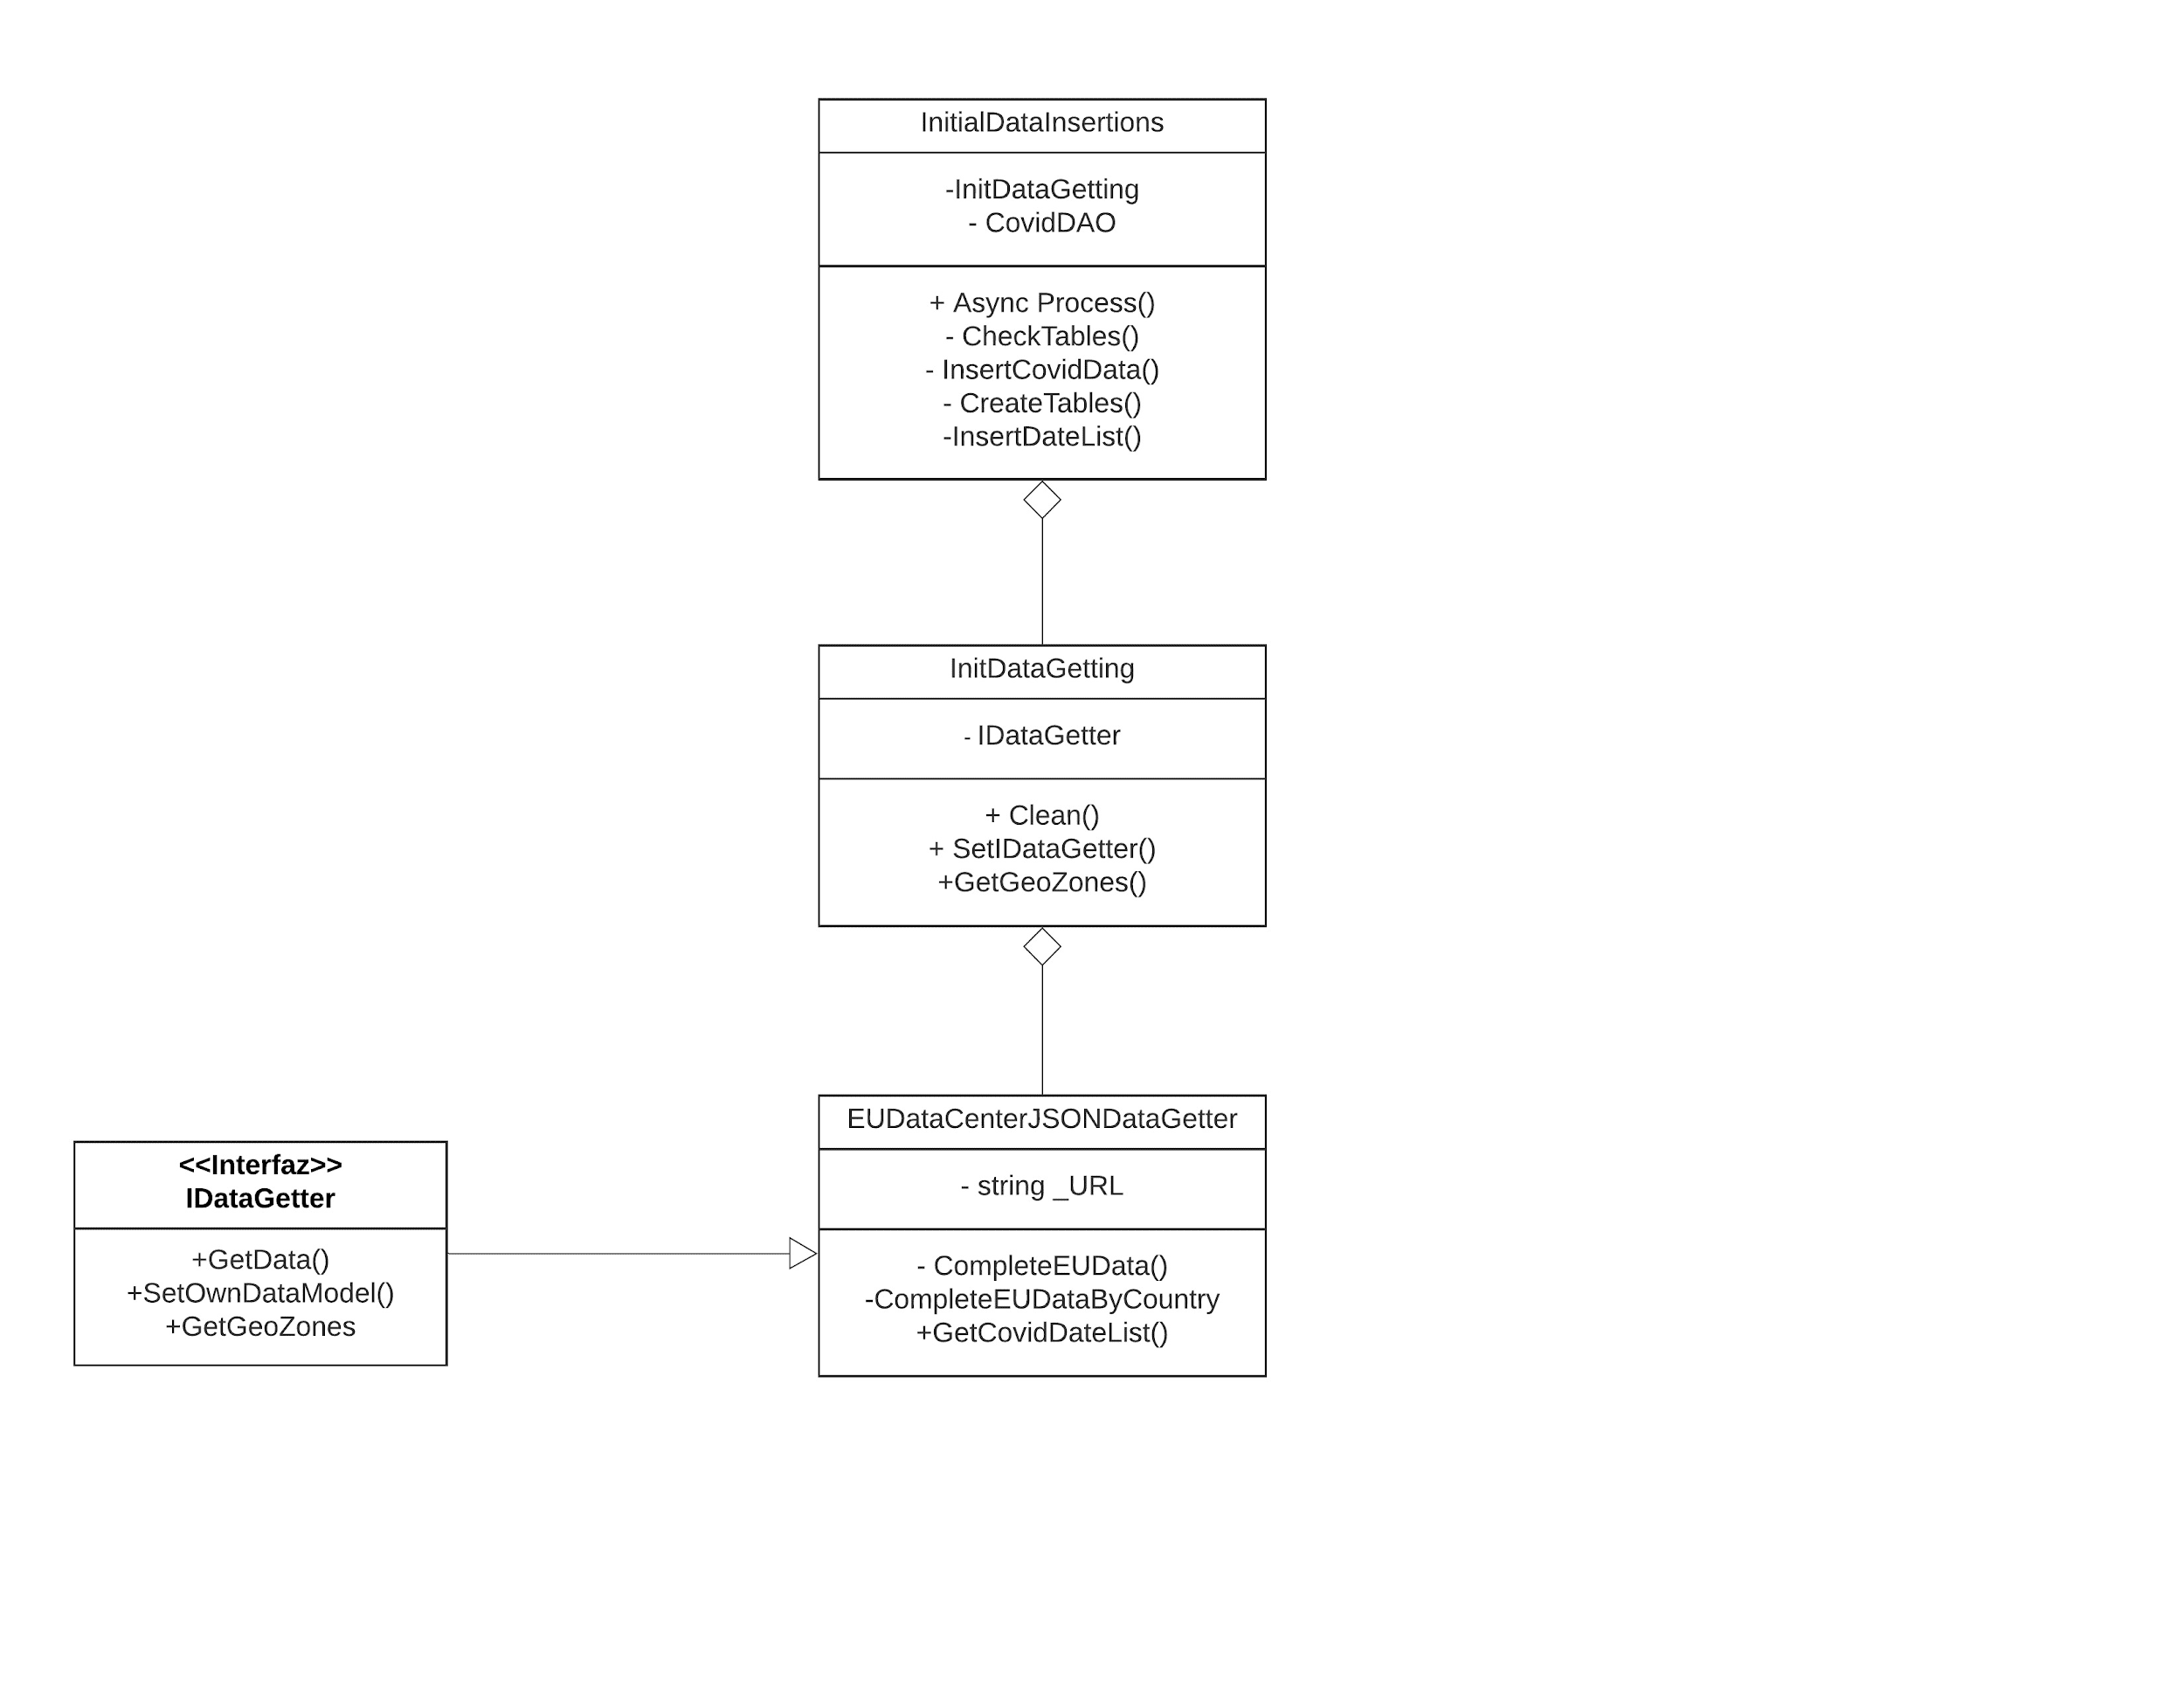 InitialDataInsertions
-InitDataGetting
- CovidDAO
+ Async Process()
- CheckTables()
- InsertCovidData()
- CreateTables()
-InsertDateList()
InitDataGetting
- IDataGetter
+ Clean()
+ SetIDataGetter()
+GetGeoZones()
EUDataCenterJSONDataGetter
- string _URL
- CompleteEUData()
-CompleteEUDataByCountry
+GetCovidDateList()
<<Interfaz>>
IDataGetter
+GetData()
+SetOwnDataModel()
+GetGeoZones